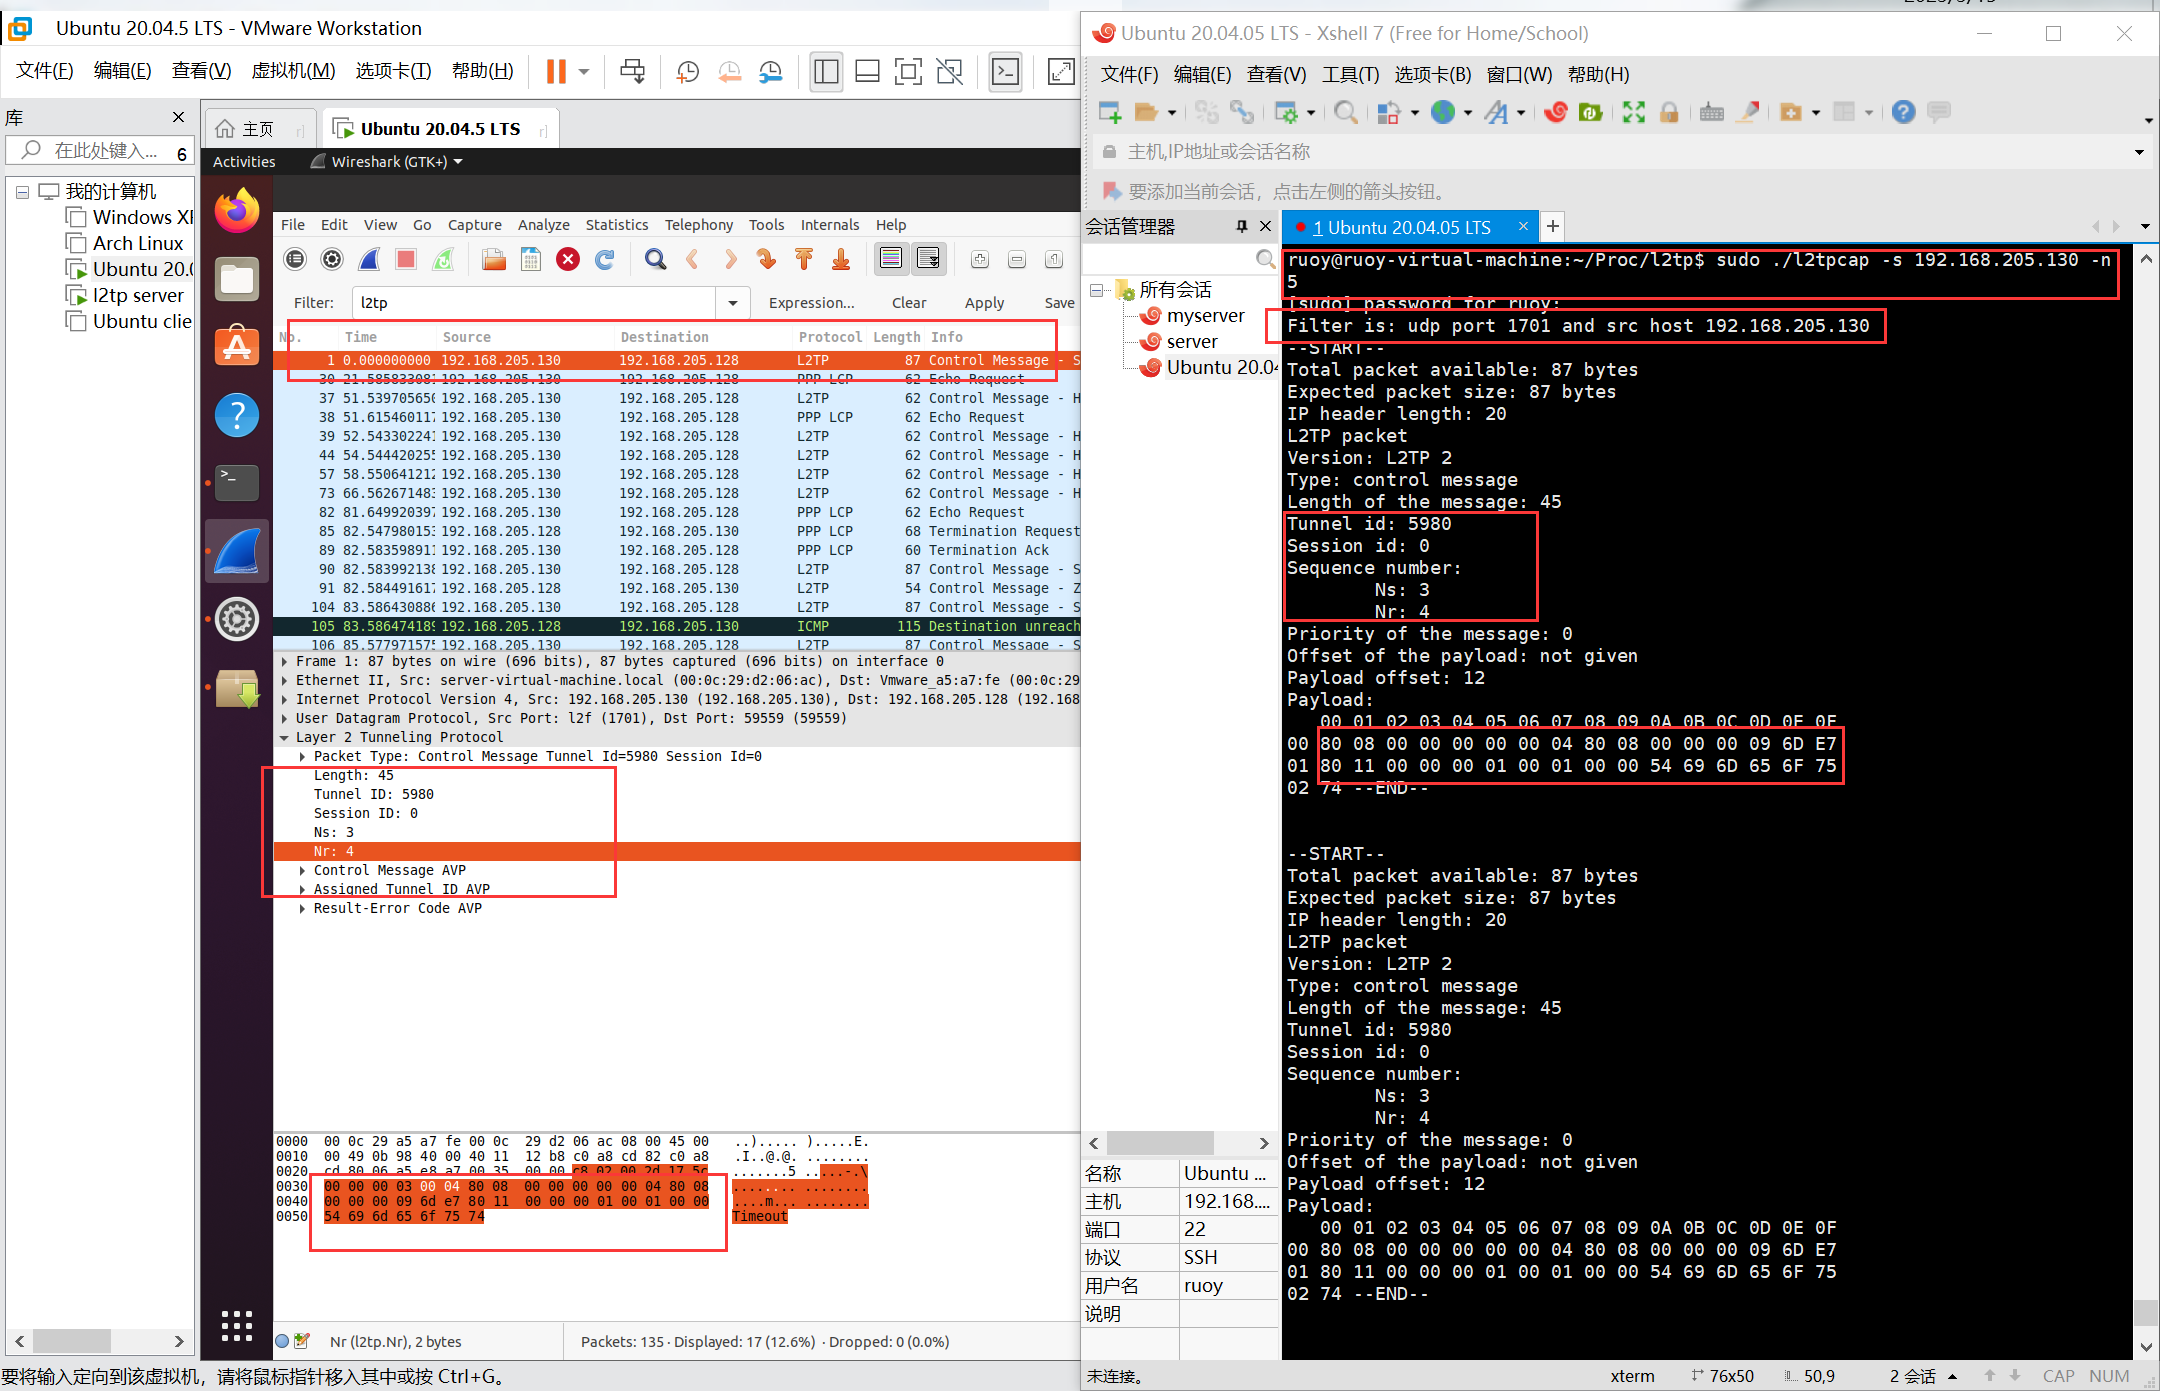 Ubuntu 20.04.5 LTS - VMware Workstation
文件(F) 编辑(E) 查看(V) 虚拟机(M) 选项卡(T) 帮助(H)
库
在此处键入... 6
我的计算机
Windows XP
Arch Linux
Ubuntu 20.0
l2tp server
Ubuntu clie
主页
Ubuntu 20.04.5 LTS
Activities
Wireshark (GTK+)
File Edit View Go Capture Analyze Statistics Telephony Tools Internals Help
Filter: l2tp Expression... Clear Apply Save
No. Time Source Destination Protocol Length Info
1 0.000000000 192.168.205.130 192.168.205.128 L2TP 87 Control Message - S
30 21.585833081 192.168.205.130 192.168.205.128 PPP LCP 62 Echo Request
37 51.539705650 192.168.205.130 192.168.205.128 L2TP 62 Control Message - H
38 51.615460117 192.168.205.130 192.168.205.128 PPP LCP 62 Echo Request
39 52.543302241 192.168.205.130 192.168.205.128 L2TP 62 Control Message - H
44 54.544420255 192.168.205.130 192.168.205.128 L2TP 62 Control Message - H
57 58.550641212 192.168.205.130 192.168.205.128 L2TP 62 Control Message - H
73 66.562671483 192.168.205.130 192.168.205.128 L2TP 62 Control Message - H
82 81.649920397 192.168.205.130 192.168.205.128 PPP LCP 62 Echo Request
85 82.547980153 192.168.205.130 192.168.205.128 PPP LCP 68 Termination Request
89 82.583598911 192.168.205.130 192.168.205.128 PPP LCP 60 Termination Ack
90 82.583992138 192.168.205.130 192.168.205.128 L2TP 87 Control Message - S
91 82.584491617 192.168.205.128 192.168.205.130 L2TP 54 Control Message - Z
104 83.586430886 192.168.205.130 192.168.205.128 L2TP 87 Control Message - S
105 83.586474189 192.168.205.128 192.168.205.130 ICMP 115 Destination unreach
106 85.577971575 192.168.205.130 192.168.205.128 L2TP 87 Control Message - S
Frame 1: 87 bytes on wire (696 bits), 87 bytes captured (696 bits) on interface 0
Ethernet II, Src: server-virtual-machine.local (00:0c:29:d2:06:ac), Dst: Vmware_a5:a7:fe (00:0c:29
Internet Protocol Version 4, Src: 192.168.205.130 (192.168.205.130), Dst: 192.168.205.128 (192.168
User Datagram Protocol, Src Port: l2f (1701), Dst Port: 59559 (59559)
Layer 2 Tunneling Protocol
Packet Type: Control Message Tunnel Id=5980 Session Id=0
Length: 45
Tunnel ID: 5980
Session ID: 0
Ns: 3
Nr: 4
Control Message AVP
Assigned Tunnel ID AVP
Result-Error Code AVP
0000 00 0c 29 a5 a7 fe 00 0c 29 d2 06 ac 08 00 45 00 ..)..... ).....E.
0010 00 49 0b 98 40 00 40 11 12 b8 c0 a8 cd 82 c0 a8 .I..@.@. ........
0020 cd 80 06 a5 e8 a7 00 35 00 00 c8 02 00 2d 17 5c .......5 .....-.\
0030 00 00 00 03 00 04 80 08 00 00 00 00 00 04 80 08 ........ ........
0040 00 00 00 09 6d e7 80 11 00 00 00 01 00 01 00 00 ....m... ........
0050 54 69 6d 65 6f 75 74 Timeout
Nr (l2tp.Nr), 2 bytes Packets: 135 · Displayed: 17 (12.6%) · Dropped: 0 (0.0%)
要将输入定向到该虚拟机，请将鼠标指针移入其中或按 Ctrl+G。
Ubuntu 20.04.05 LTS - Xshell 7 (Free for Home/School)
文件(F) 编辑(E) 查看(V) 工具(T) 选项卡(B) 窗口(W) 帮助(H)
主机,IP地址或会话名称
要添加当前会话，点击左侧的箭头按钮。
会话管理器
1 Ubuntu 20.04.05 LTS
所有会话
myserver
server
Ubuntu 20.04
名称 Ubuntu ...
主机 192.168....
端口 22
协议 SSH
用户名 ruoy
说明
ruoy@ruoy-virtual-machine:~/Proc/l2tp$ sudo ./l2tpcap -s 192.168.205.130 -n
5
[sudo] password for ruoy:
Filter is: udp port 1701 and src host 192.168.205.130
--START--
Total packet available: 87 bytes
Expected packet size: 87 bytes
IP header length: 20
L2TP packet
Version: L2TP 2
Type: control message
Length of the message: 45
Tunnel id: 5980
Session id: 0
Sequence number:
Ns: 3
Nr: 4
Priority of the message: 0
Offset of the payload: not given
Payload offset: 12
Payload:
00 01 02 03 04 05 06 07 08 09 0A 0B 0C 0D 0E 0F
00 80 08 00 00 00 00 00 04 80 08 00 00 00 09 6D E7
01 80 11 00 00 00 01 00 01 00 00 54 69 6D 65 6F 75
02 74 --END--
--START--
Total packet available: 87 bytes
Expected packet size: 87 bytes
IP header length: 20
L2TP packet
Version: L2TP 2
Type: control message
Length of the message: 45
Tunnel id: 5980
Session id: 0
Sequence number:
Ns: 3
Nr: 4
Priority of the message: 0
Offset of the payload: not given
Payload offset: 12
Payload:
00 01 02 03 04 05 06 07 08 09 0A 0B 0C 0D 0E 0F
00 80 08 00 00 00 00 00 04 80 08 00 00 00 09 6D E7
01 80 11 00 00 00 01 00 01 00 00 54 69 6D 65 6F 75
02 74 --END--
未连接。 xterm 76x50 50,9 2 会话 CAP NUM